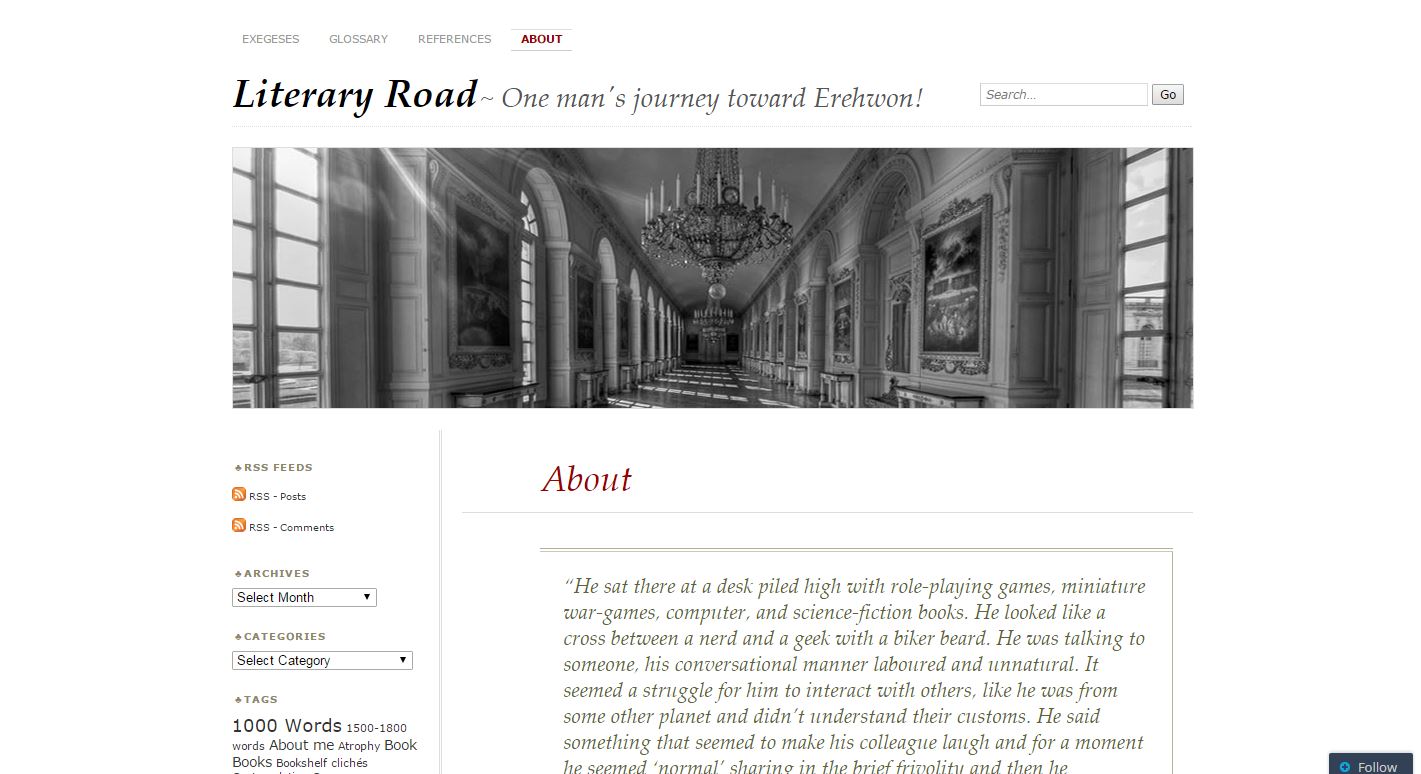 EXEGESES GLOSSARY REFERENCES ABOUT
Literary Road ~ One man's journey toward Erehwon!
Search... Go
♣RSS FEEDS
RSS - Posts
RSS - Comments
♣ARCHIVES
Select Month
♣CATEGORIES
Select Category
♣TAGS
1000 Words 1500-1800
words About me Atrophy Book
Books Bookshelf clichés
About
“He sat there at a desk piled high with role-playing games, miniature
war-games, computer, and science-fiction books. He looked like a
cross between a nerd and a geek with a biker beard. He was talking to
someone, his conversational manner laboured and unnatural. It
seemed a struggle for him to interact with others, like he was from
some other planet and didn’t understand their customs. He said
something that seemed to make his colleague laugh and for a moment
he seemed ‘normal’ sharing in the brief frivolity and then he
Follow